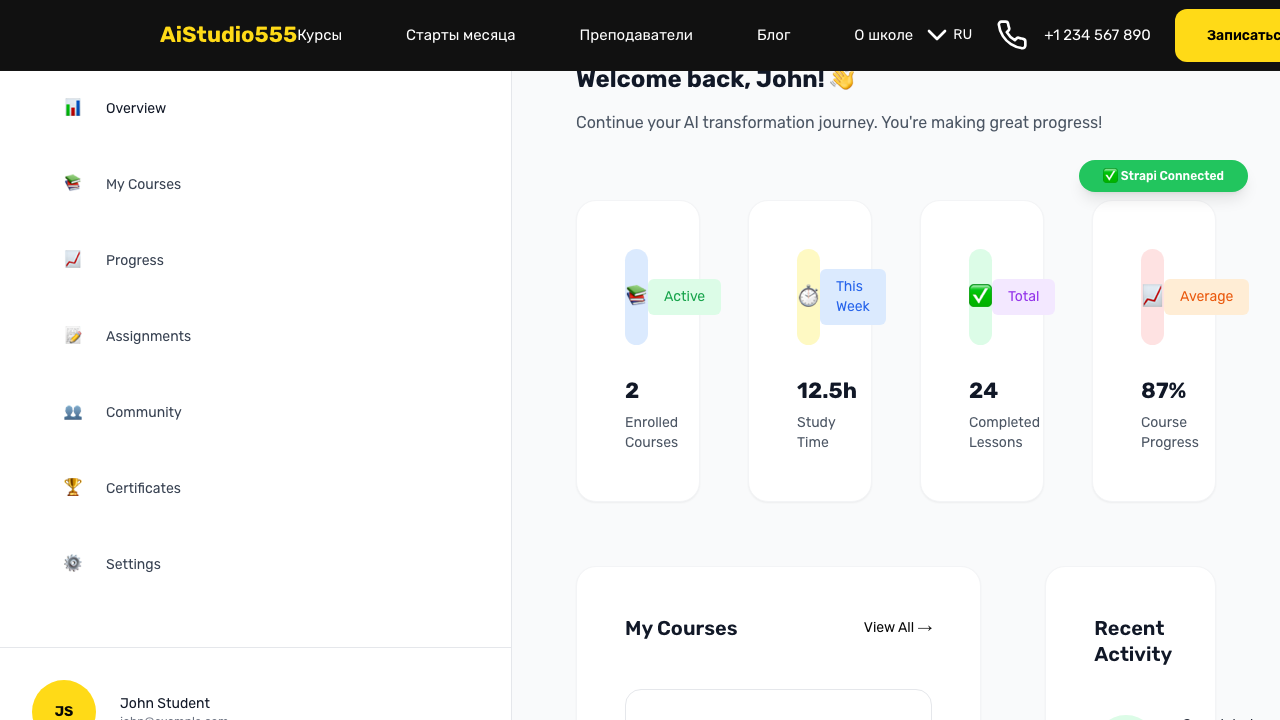 AiStudio555
Курсы
Старты месяца
Преподаватели
Блог
О школе
RU
+1 234 567 890
Overview
My Courses
Progress
Assignments
Community
Certificates
Settings
JS
John Student
john@example.com
Welcome back, John!
Continue your AI transformation journey. You're making great progress!
Strapi Connected
Active
2
Enrolled
Courses
This
Week
12.5h
Study
Time
Total
24
Completed
Lessons
Average
87%
Course
Progress
My Courses
View All →
Recent
Activity